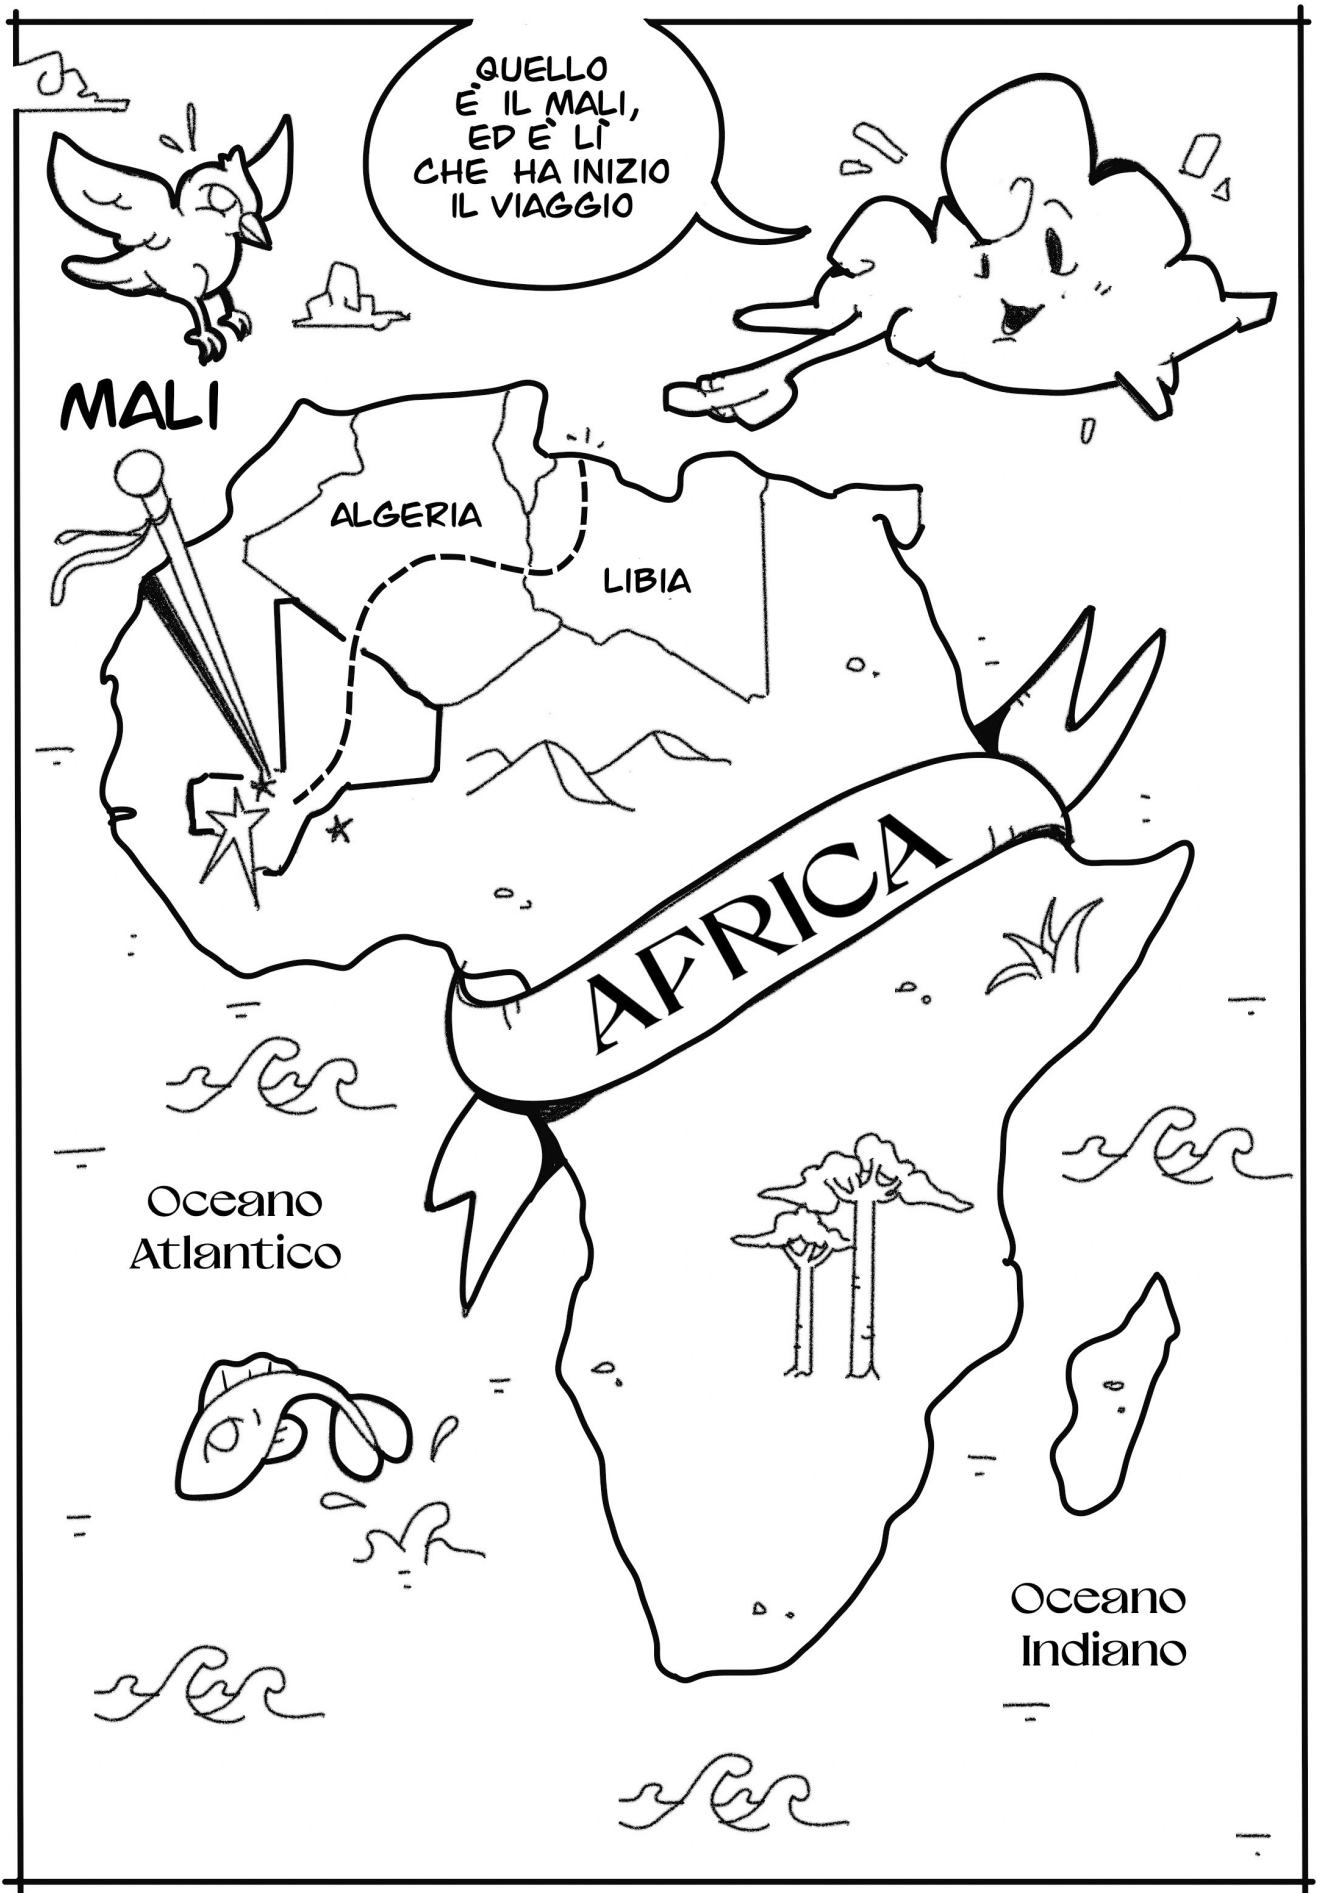 QUELLO
E' IL MALI,
ED E' LÌ
CHE HA INIZIO
IL VIAGGIO
MALI
ALGERIA
LIBIA
AFRICA
Oceano
Atlantico
Oceano
Indiano